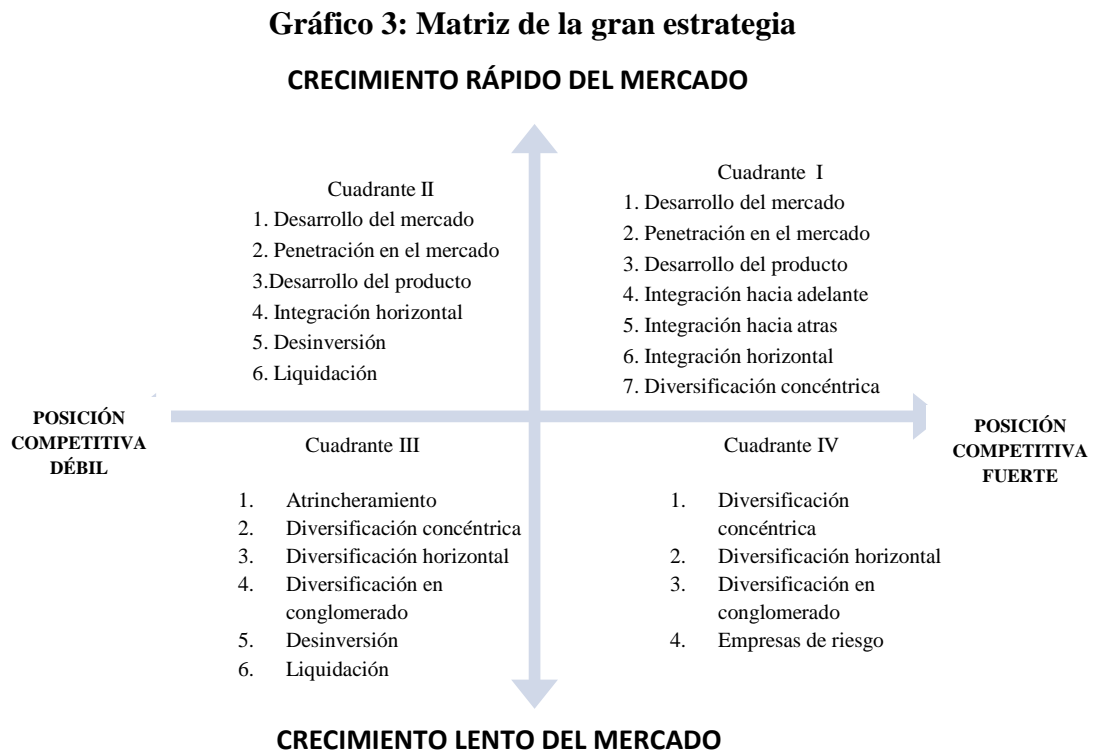 Gráfico 3: Matriz de la gran estrategia
CRECIMIENTO RÁPIDO DEL MERCADO
Cuadrante II
1. Desarrollo del mercado
2. Penetración en el mercado
3.Desarrollo del producto
4. Integración horizontal
5. Desinversión
6. Liquidación
Cuadrante I
1. Desarrollo del mercado
2. Penetración en el mercado
3. Desarrollo del producto
4. Integración hacia adelante
5. Integración hacia atras
6. Integración horizontal
7. Diversificación concéntrica
POSICIÓN
COMPETITIVA
DÉBIL
POSICIÓN
COMPETITIVA
FUERTE
Cuadrante III
1. Atrincheramiento
2. Diversificación concéntrica
3. Diversificación horizontal
4. Diversificación en
conglomerado
5. Desinversión
6. Liquidación
Cuadrante IV
1. Diversificación
concéntrica
2. Diversificación horizontal
3. Diversificación en
conglomerado
4. Empresas de riesgo
CRECIMIENTO LENTO DEL MERCADO